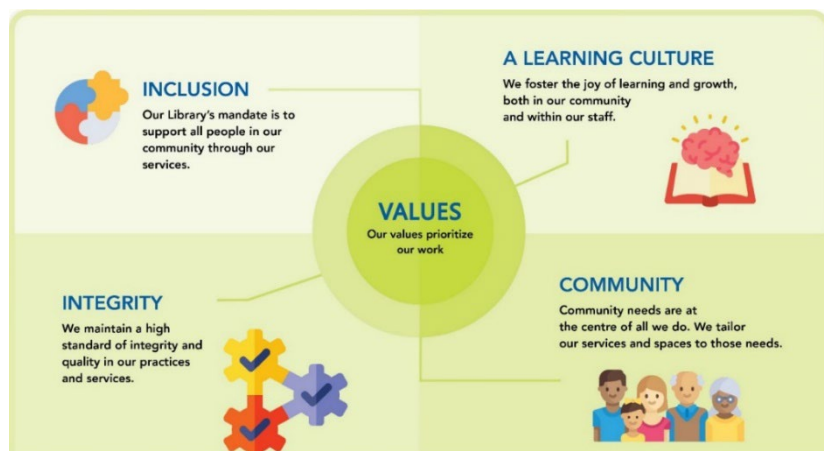 INCLUSION
Our Library's mandate is to
support all people in our
community through our
services.
A LEARNING CULTURE
We foster the joy of learning and growth,
both in our community
and within our staff.
VALUES
Our values prioritize
our work
INTEGRITY
We maintain a high
standard of integrity and
quality in our practices
and services.
COMMUNITY
Community needs are at
the centre of all we do. We tailor
our services and spaces to those needs.